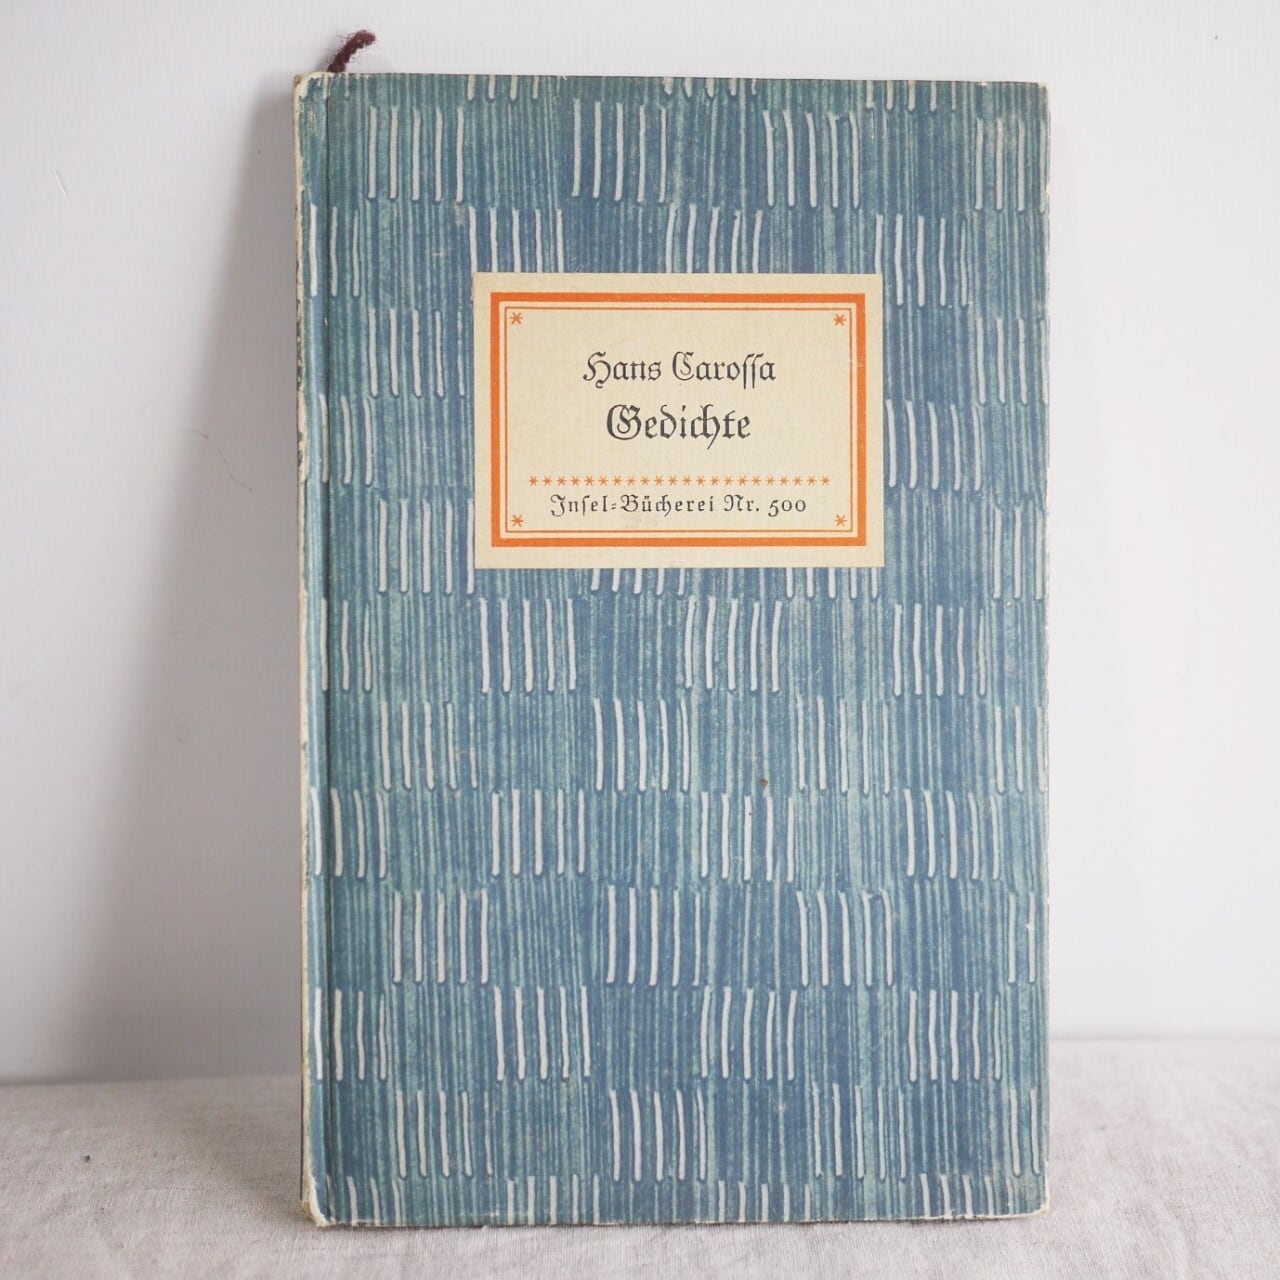 Hans Caroſſa
Gedichte
Inſel-Bücherei Nr. 500